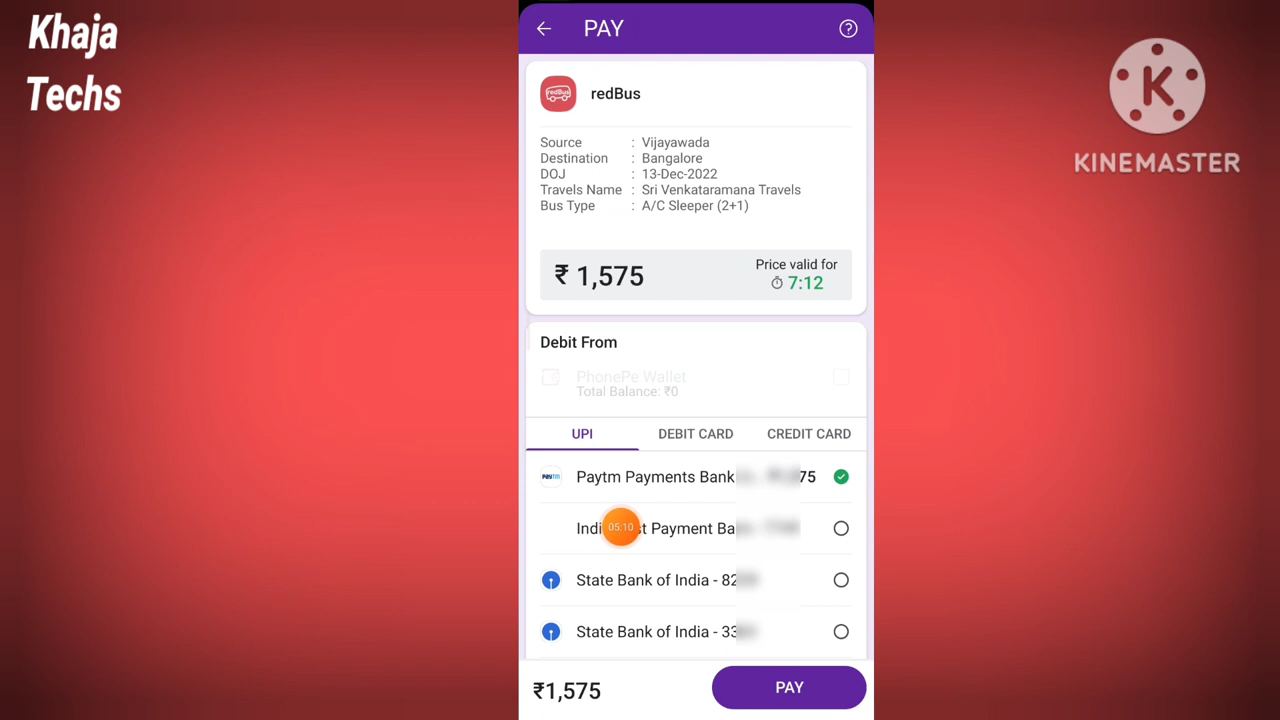 Khaja
Techs
KINEMASTER
PAY
redBus
redBus
Source : Vijayawada
Destination : Bangalore
DOJ : 13-Dec-2022
Travels Name : Sri Venkataramana Travels
Bus Type : A/C Sleeper (2+1)
₹ 1,575
Price valid for
7:12
Debit From
PhonePe Wallet
Total Balance: ₹0
UPI DEBIT CARD CREDIT CARD
Paytm Payments Bank 75
05:10
Payment
State Bank of India - 82
State Bank of India - 33
₹1,575
PAY